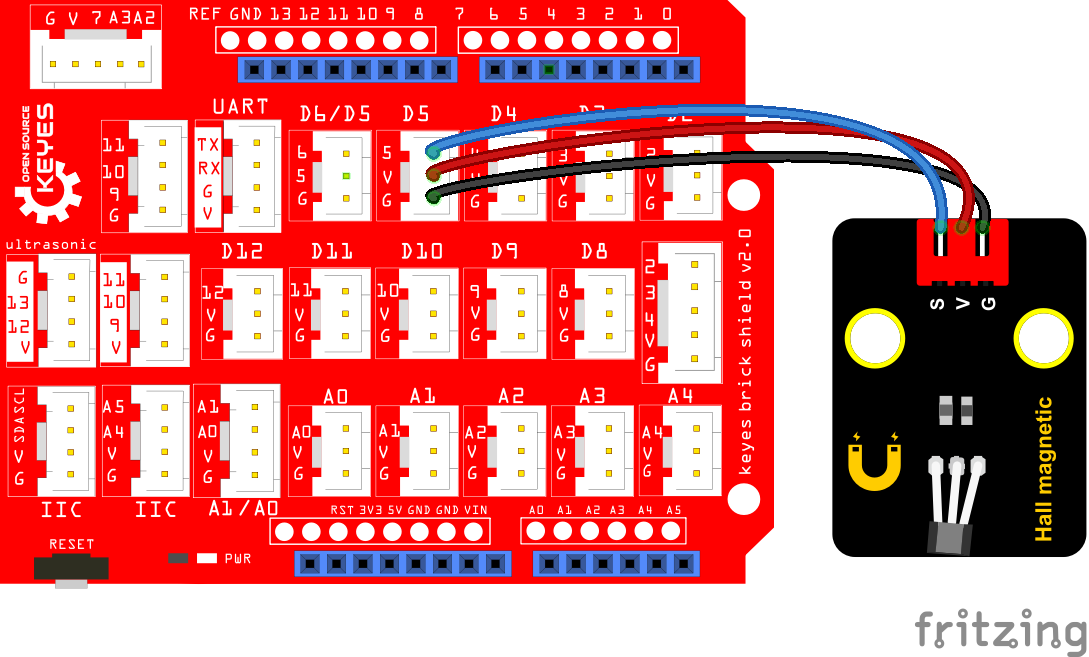 G V 7 A3 A2
REF GND 13 12 11 10 9 8
7 6 5 4 3 2 1 0
OPEN SOURCE
KEYES
UART
D6/D5
D5
D4
11
10
9
G
TX
RX
G
V
6
5
G
5
V
G
G
3
V
G
V
G
ultrasonic
G
13
12
V
11
10
9
V
D12
D11
D10
D9
D8
12
V
G
11
V
G
10
V
G
9
V
G
8
V
G
2
3
4
V
G
keyes brick shield v2.0
SCL
SDA
V
G
A5
A4
V
G
A1
A0
V
G
IIC
IIC
A1/A0
A0
A1
A2
A3
A4
A0
V
G
A1
V
G
A2
V
G
A3
V
G
A4
V
G
RST 3V3 5V GND GND VIN
A0 A1 A2 A3 A4 A5
RESET
PWR
S
V
G
Hall magnetic
fritzing